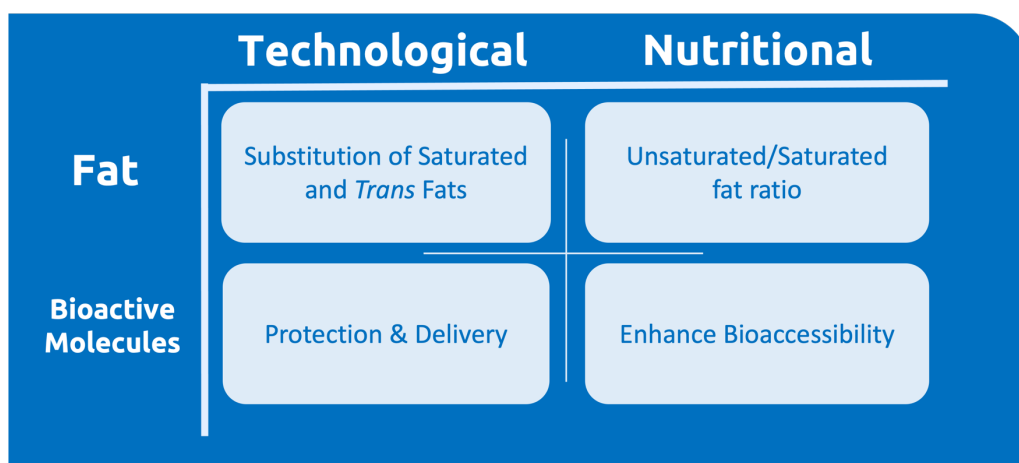 Technological
Nutritional
Fat
Substitution of Saturated
and Trans Fats
Unsaturated/Saturated
fat ratio
Bioactive
Molecules
Protection & Delivery
Enhance Bioaccessibility